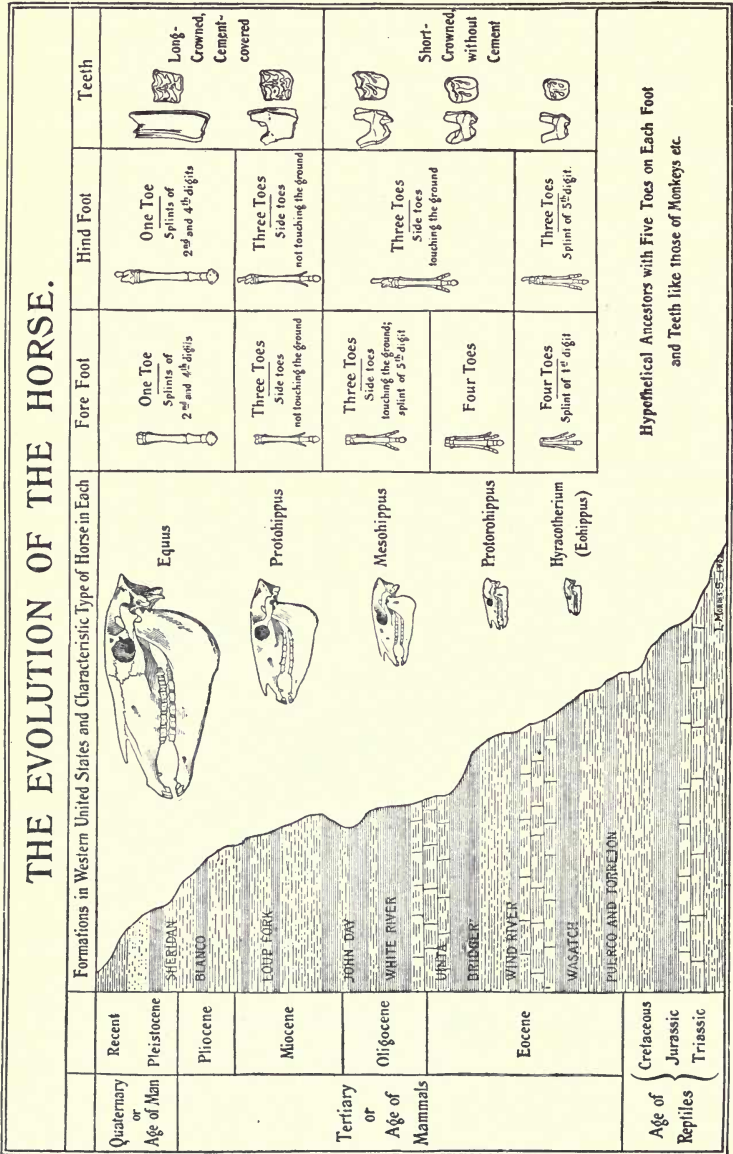 THE EVOLUTION OF THE HORSE.
Formations in Western United States and Characteristic Type of Horse in Each
Fore Foot
Hind Foot
Teeth
Quaternary
or
Age of Man
Recent
Pleistocene
SHERIDAN
Equus
One Toe
Splints of
2nd and 4th digits
One Toe
Splints of
2nd and 4th digits
Long-
Crowned,
Cement-
covered
Tertiary
or
Age of
Mammals
Pliocene
BLANCO
Miocene
LOUP FORK
Protohippus
Three Toes
Side toes
not touching the ground
Three Toes
Side toes
not touching the ground
JOHN DAY
Oligocene
WHITE RIVER
Mesohippus
Three Toes
Side toes
touching the ground;
splint of 5th digit
Three Toes
Side toes
touching the ground
Short-
Crowned,
without
Cement
Eocene
UINTA
BRIDGER
WIND RIVER
WASATCH
PUERCO AND TORREJON
Protorohippus
Four Toes
Hyracotherium
(Eohippus)
Four Toes
Splint of 1st digit
Three Toes
Splint of 5th digit.
Age of
Reptiles
Cretaceous
Jurassic
Triassic
Hypothetical Ancestors with Five Toes on Each Foot
and Teeth like those of Monkeys etc.